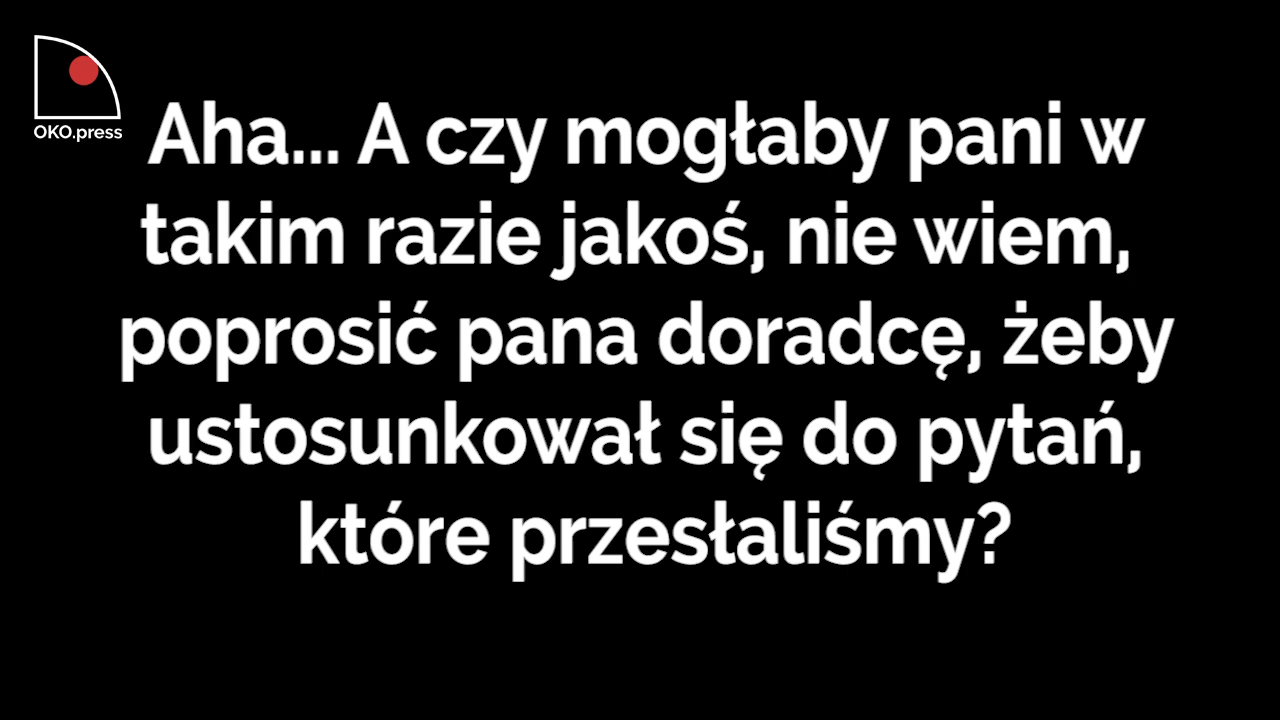 OKO.press
Aha... A czy mogłaby pani w
takim razie jakoś, nie wiem,
poprosić pana doradcę, żeby
ustosunkował się do pytań,
które przesłaliśmy?